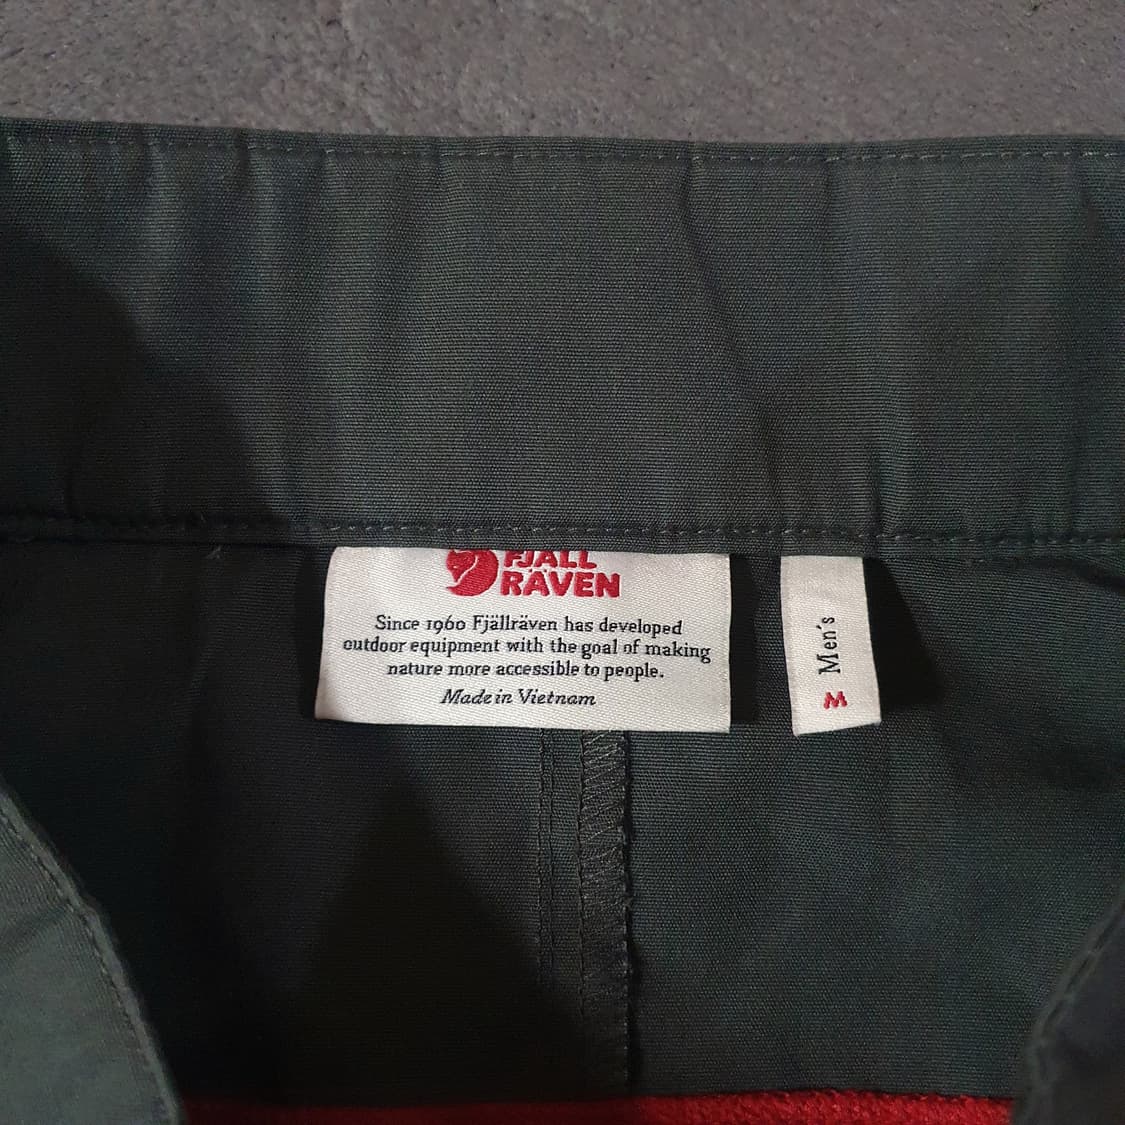 FJÄLL
RÄVEN
Since 1960 Fjällräven has developed
outdoor equipment with the goal of making
nature more accessible to people.
Made in Vietnam
Men's
M